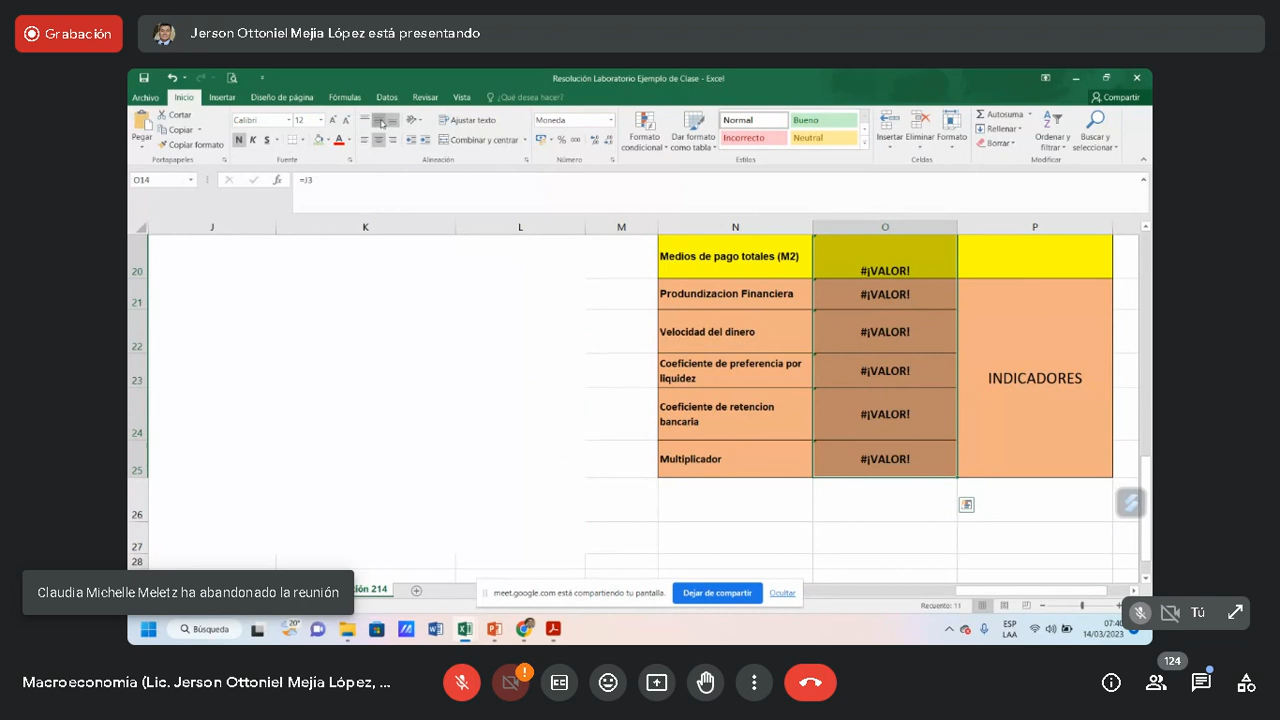 Grabación
Jerson Ottoniel Mejia López está presentando
Resolución Laboratorio Ejemplo de Clase - Excel
Archivo Inicio Insertar Diseño de página Fórmulas Datos Revisar Vista ¿Qué desea hacer? Compartir
Pegar
Cortar
Copiar
Copiar formato
Portapapeles
Calibri 12
N K S
Fuente
Ajustar texto
Combinar y centrar
Alineación
Moneda
Número
Formato condicional
Dar formato como tabla
Normal Bueno
Incorrecto Neutral
Estilos
Insertar Eliminar Formato
Celdas
Autosuma
Rellenar
Borrar
Ordenar y filtrar
Buscar y seleccionar
Modificar
O14 fx =J3
J K L M N O P
20 Medios de pago totales (M2) #¡VALOR!
21 Produndizacion Financiera #¡VALOR!
22 Velocidad del dinero #¡VALOR!
23 Coeficiente de preferencia por liquidez #¡VALOR!
INDICADORES
24 Coeficiente de retencion bancaria #¡VALOR!
25 Multiplicador #¡VALOR!
26
27
28
Claudia Michelle Meletz ha abandonado la reunión
ción 214
meet.google.com está compartiendo tu pantalla. Dejar de compartir Ocultar
Recuento: 11
Tú
20° Búsqueda
ESP
LAA
07:40
14/03/2023
124
Macroeconomia (Lic. Jerson Ottoniel Mejía López, ...